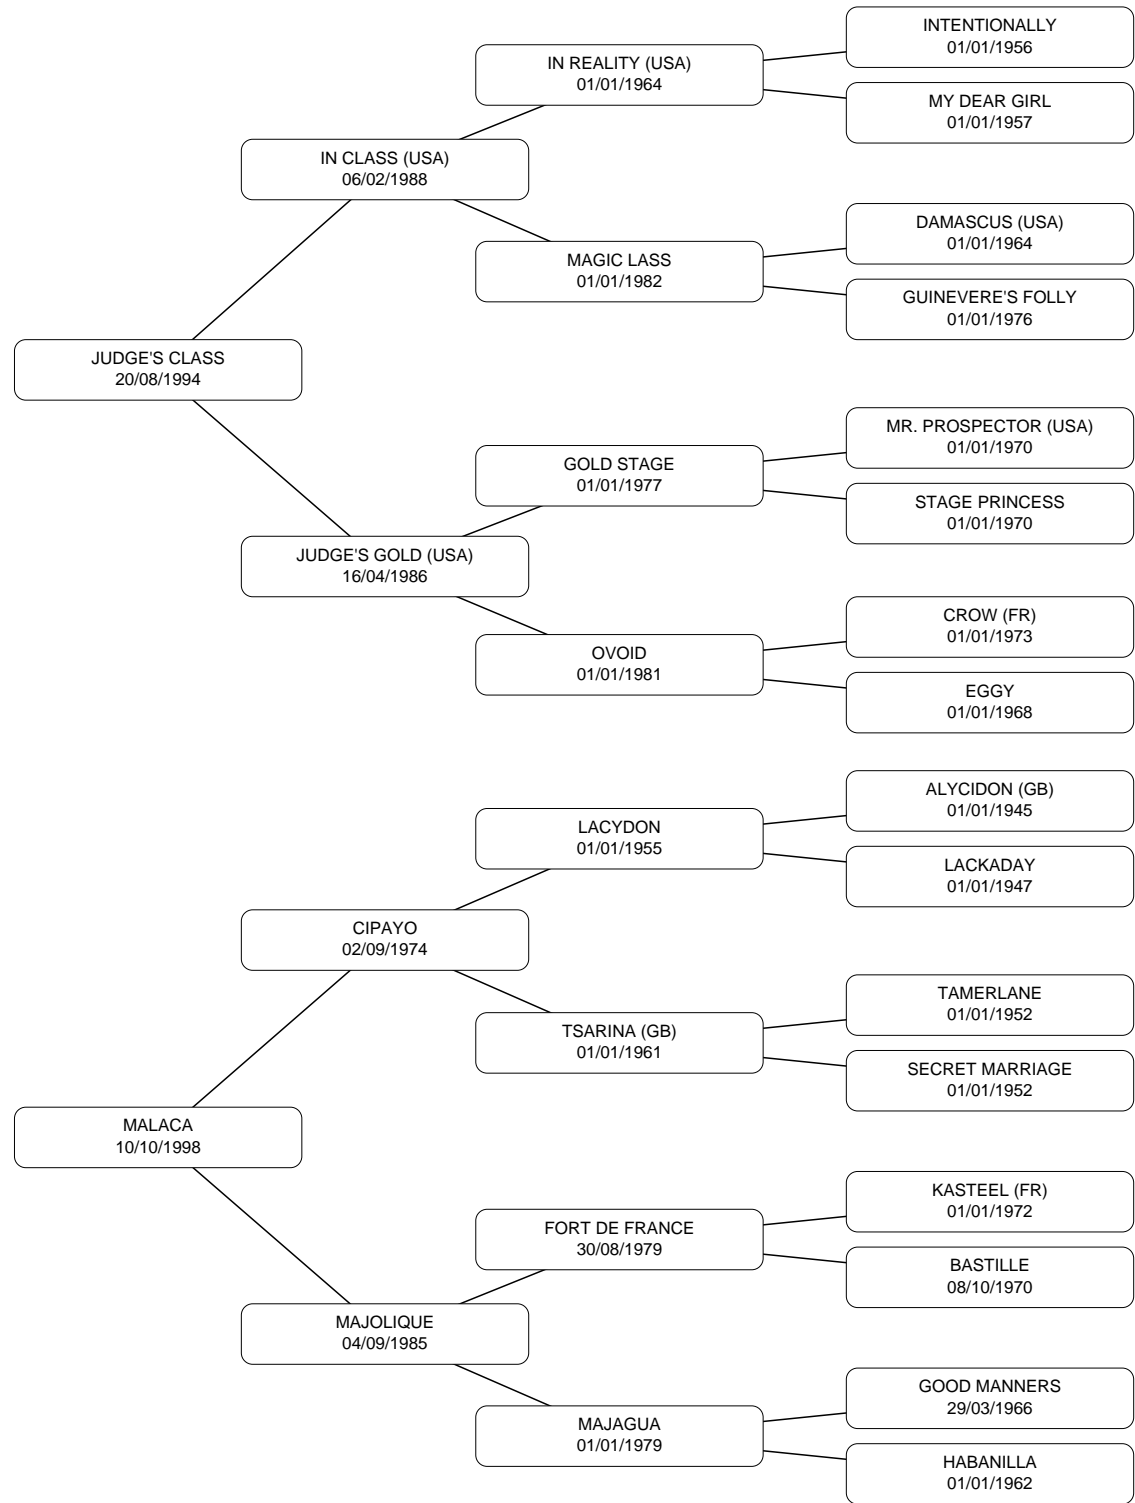 INTENTIONALLY
01/01/1956
IN REALITY (USA)
01/01/1964
MY DEAR GIRL
01/01/1957
IN CLASS (USA)
06/02/1988
DAMASCUS (USA)
01/01/1964
MAGIC LASS
01/01/1982
GUINEVERE'S FOLLY
01/01/1976
JUDGE'S CLASS
20/08/1994
MR. PROSPECTOR (USA)
01/01/1970
GOLD STAGE
01/01/1977
STAGE PRINCESS
01/01/1970
JUDGE'S GOLD (USA)
16/04/1986
CROW (FR)
01/01/1973
OVOID
01/01/1981
EGGY
01/01/1968
ALYCIDON (GB)
01/01/1945
LACYDON
01/01/1955
LACKADAY
01/01/1947
CIPAYO
02/09/1974
TAMERLANE
01/01/1952
TSARINA (GB)
01/01/1961
SECRET MARRIAGE
01/01/1952
MALACA
10/10/1998
KASTEEL (FR)
01/01/1972
FORT DE FRANCE
30/08/1979
BASTILLE
08/10/1970
MAJOLIQUE
04/09/1985
GOOD MANNERS
29/03/1966
MAJAGUA
01/01/1979
HABANILLA
01/01/1962